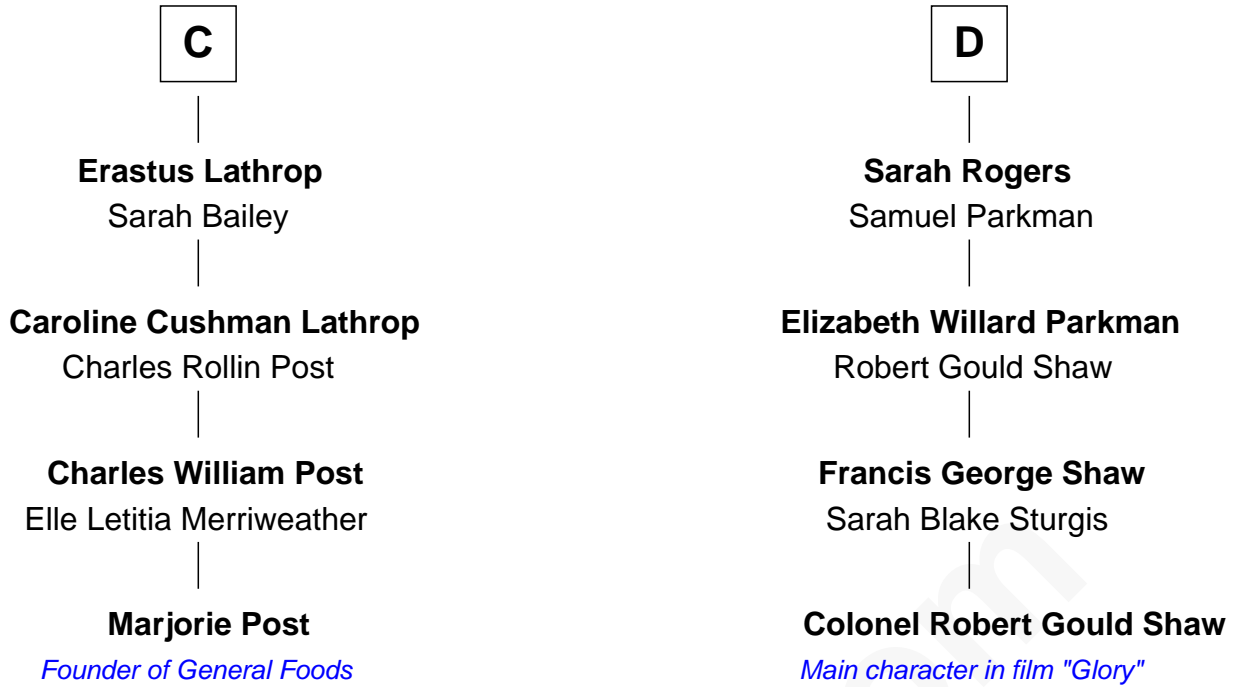 C
Erastus Lathrop
Sarah Bailey
Caroline Cushman Lathrop
Charles Rollin Post
Charles William Post
Elle Letitia Merriweather
Marjorie Post
Founder of General Foods
D
Sarah Rogers
Samuel Parkman
Elizabeth Willard Parkman
Robert Gould Shaw
Francis George Shaw
Sarah Blake Sturgis
Colonel Robert Gould Shaw
Main character in film "Glory"